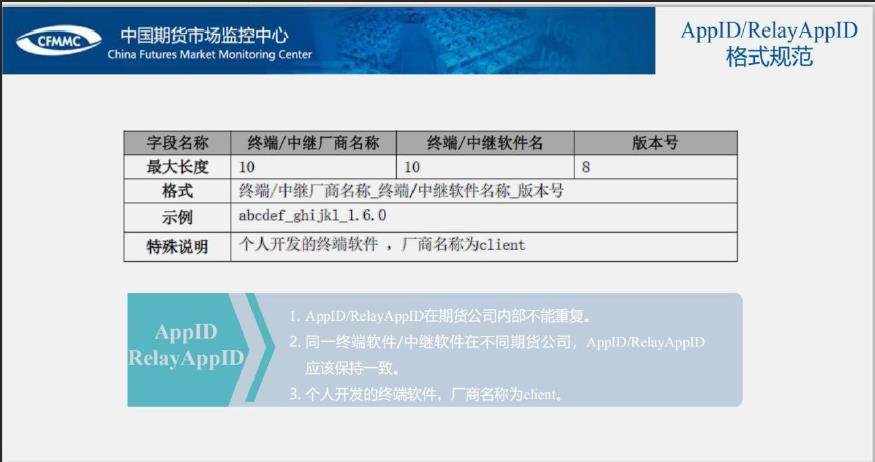 CFMMC
中国期货市场监控中心
China Futures Market Monitoring Center
AppID/RelayAppID
格式规范
字段名称 终端/中继厂商名称 终端/中继软件名 版本号
最大长度 10 10 8
格式 终端/中继厂商名称_终端/中继软件名称_版本号
示例 abcdef_ghijkl_1.6.0
特殊说明 个人开发的终端软件 ，厂商名称为client
AppID
RelayAppID
1. AppID/RelayAppID在期货公司内部不能重复。
2. 同一终端软件/中继软件在不同期货公司，AppID/RelayAppID
应该保持一致。
3. 个人开发的终端软件，厂商名称为client。